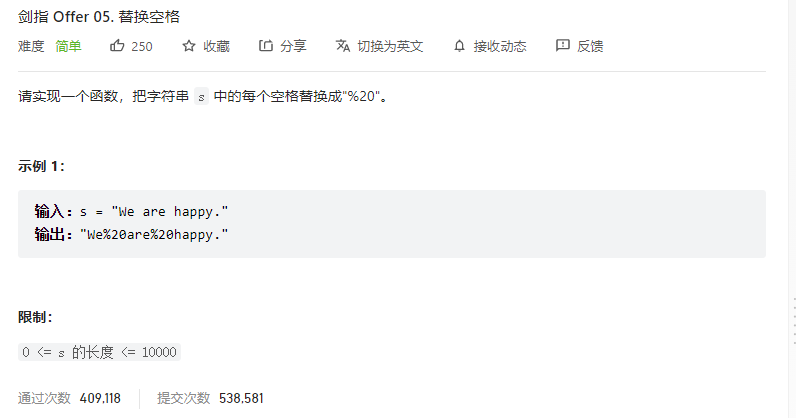 剑指 Offer 05. 替换空格
难度 简单 250 收藏 分享 切换为英文 接收动态 反馈
请实现一个函数，把字符串 s 中的每个空格替换成"%20"。
示例 1：
输入：s = "We are happy."
输出："We%20are%20happy."
限制：
0 <= s 的长度 <= 10000
通过次数 409,118 提交次数 538,581